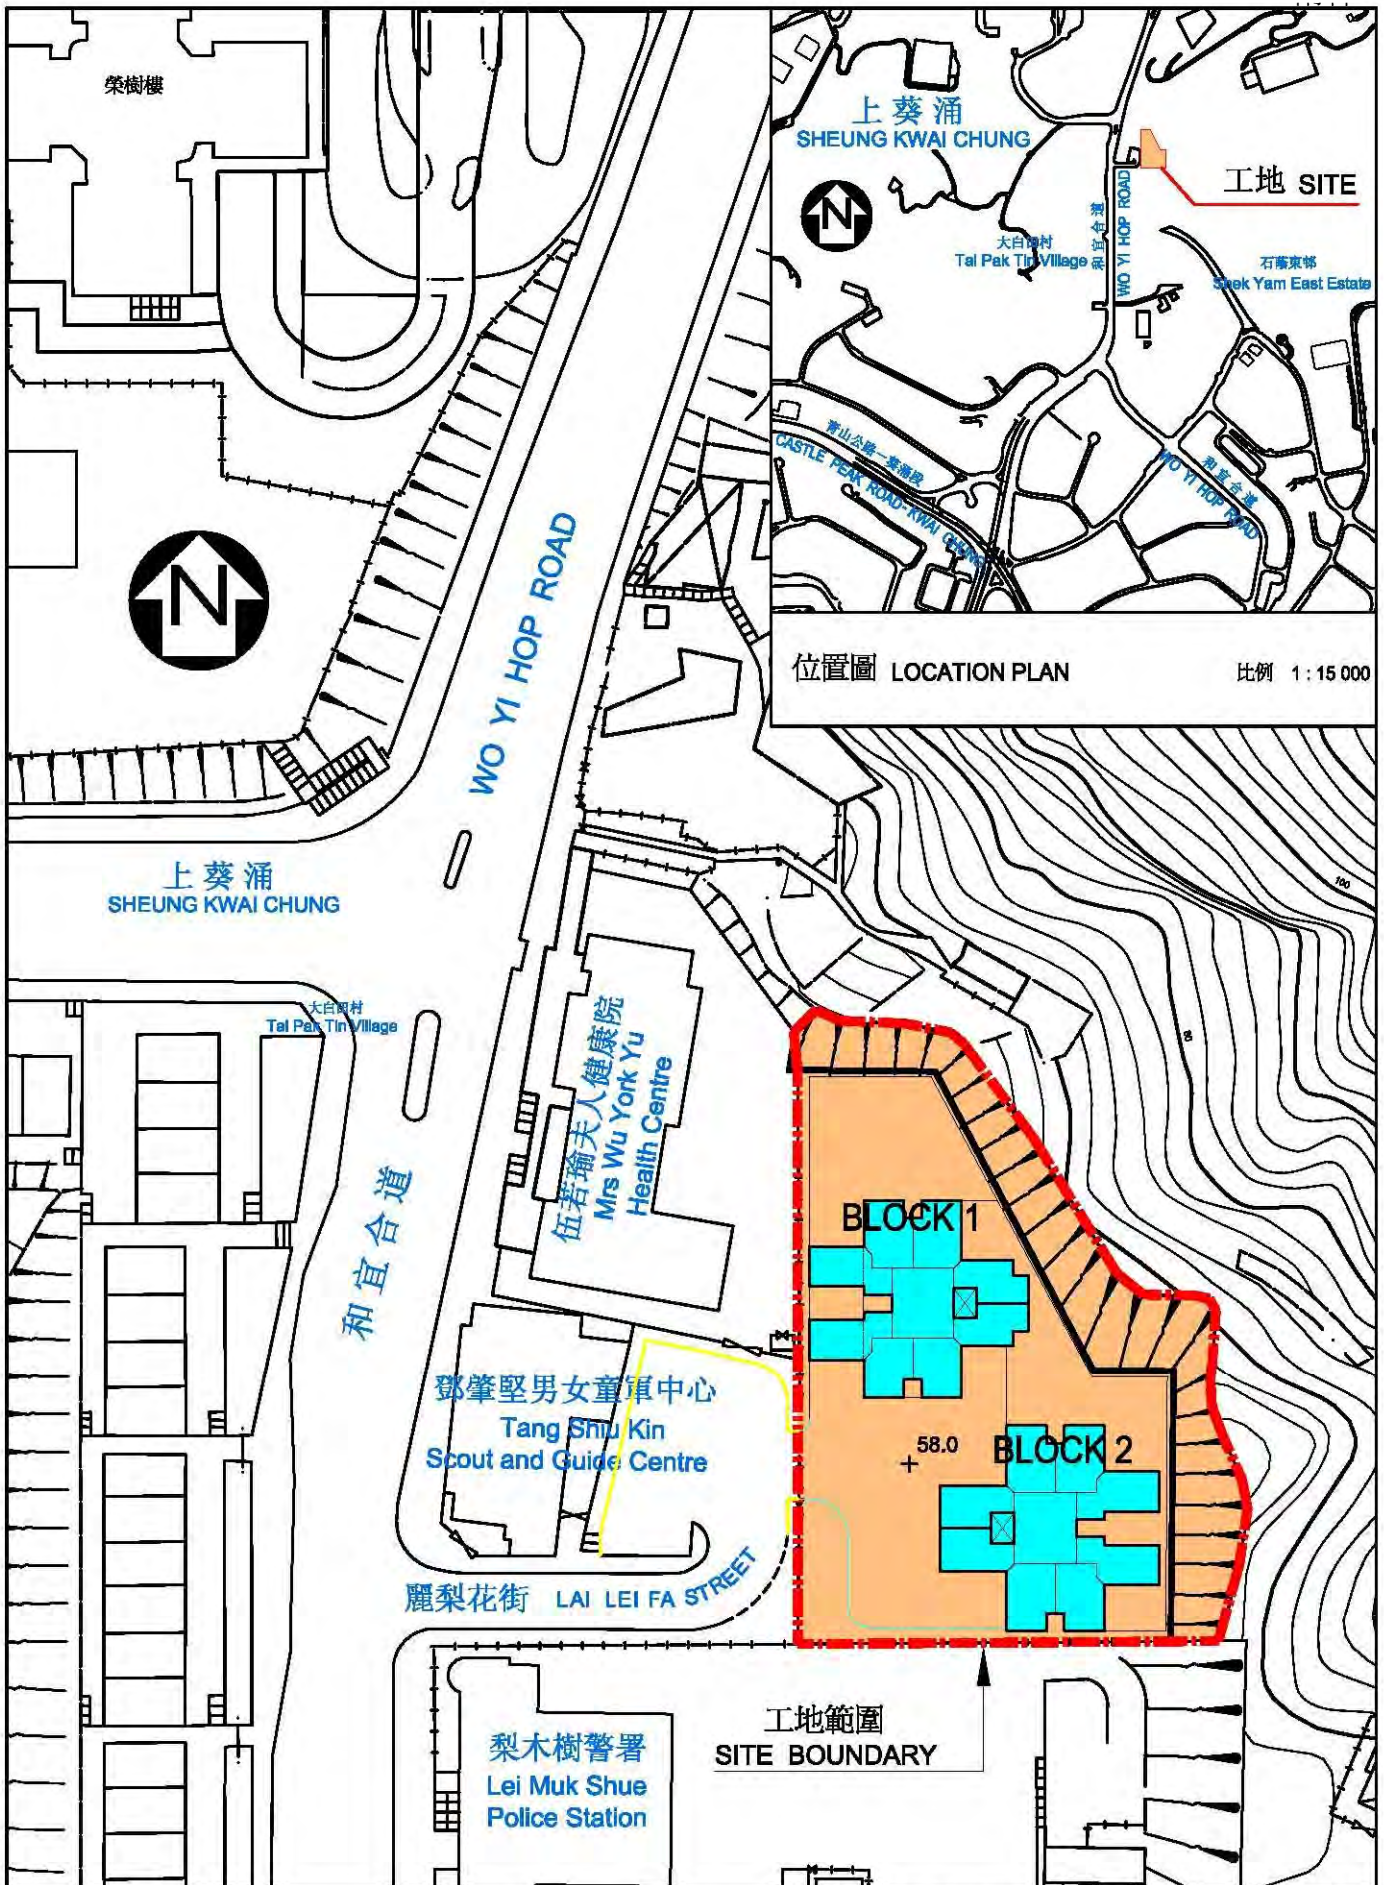 榮樹樓
上葵涌
SHEUNG KWAI CHUNG
N
工地 SITE
和宜合道
WO YI HOP ROAD
大白田村
Tai Pak Tin Village
石蔭東邨
Shek Yam East Estate
青山公路－葵涌段
CASTLE PEAK ROAD-KWAI CHUNG
和宜合道
WO YI HOP ROAD
位置圖 LOCATION PLAN
比例 1 : 15 000
N
WO YI HOP ROAD
上葵涌
SHEUNG KWAI CHUNG
100
大白田村
Tai Pak Tin Village
伍若瑜夫人健康院
Mrs Wu York Yu
Health Centre
和宜合道
BLOCK 1
鄧肇堅男女童軍中心
Tang Shiu Kin
Scout and Guide Centre
58.0
BLOCK 2
麗梨花街 LAI LEI FA STREET
工地範圍
SITE BOUNDARY
梨木樹警署
Lei Muk Shue
Police Station